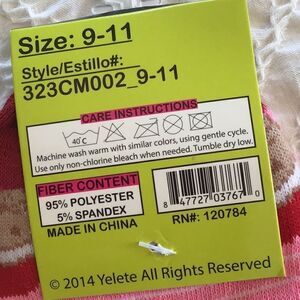 Size: 9-11
Style/Estillo#:
323CM002_9-11
CARE INSTRUCTIONS
40°C
Machine wash warm with similar colors, using gentle cycle.
Use only non-chlorine bleach when needed. Tumble dry low.
FIBER CONTENT
95% POLYESTER
5% SPANDEX
MADE IN CHINA
8 47727 03767 0
RN#: 120784
© 2014 Yelete All Rights Reserved